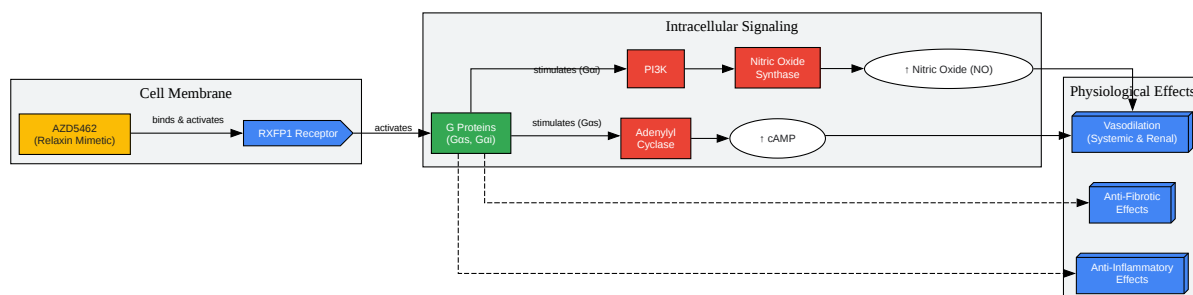 Cell Membrane
AZD5462
(Relaxin Mimetic)
binds & activates
RXFP1 Receptor
activates
Intracellular Signaling
G Proteins
(Gαs, Gαi)
stimulates (Gαi)
PI3K
Nitric Oxide
Synthase
↑ Nitric Oxide (NO)
stimulates (Gαs)
Adenylyl
Cyclase
↑ cAMP
Physiological Effects
Vasodilation
(Systemic & Renal)
Anti-Fibrotic
Effects
Anti-Inflammatory
Effects